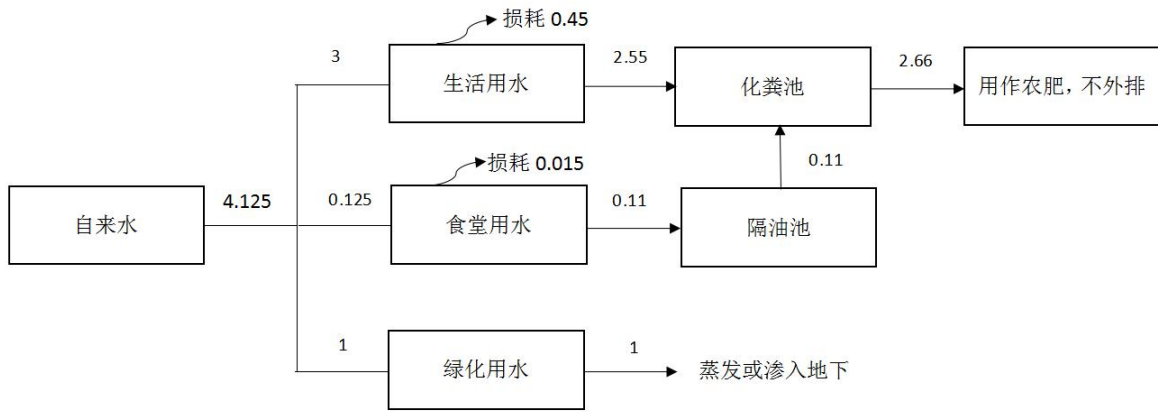 损耗 0.45
3
生活用水
2.55
化粪池
2.66
用作农肥，不外排
损耗 0.015
0.11
自来水
4.125
0.125
食堂用水
0.11
隔油池
1
绿化用水
1
蒸发或渗入地下